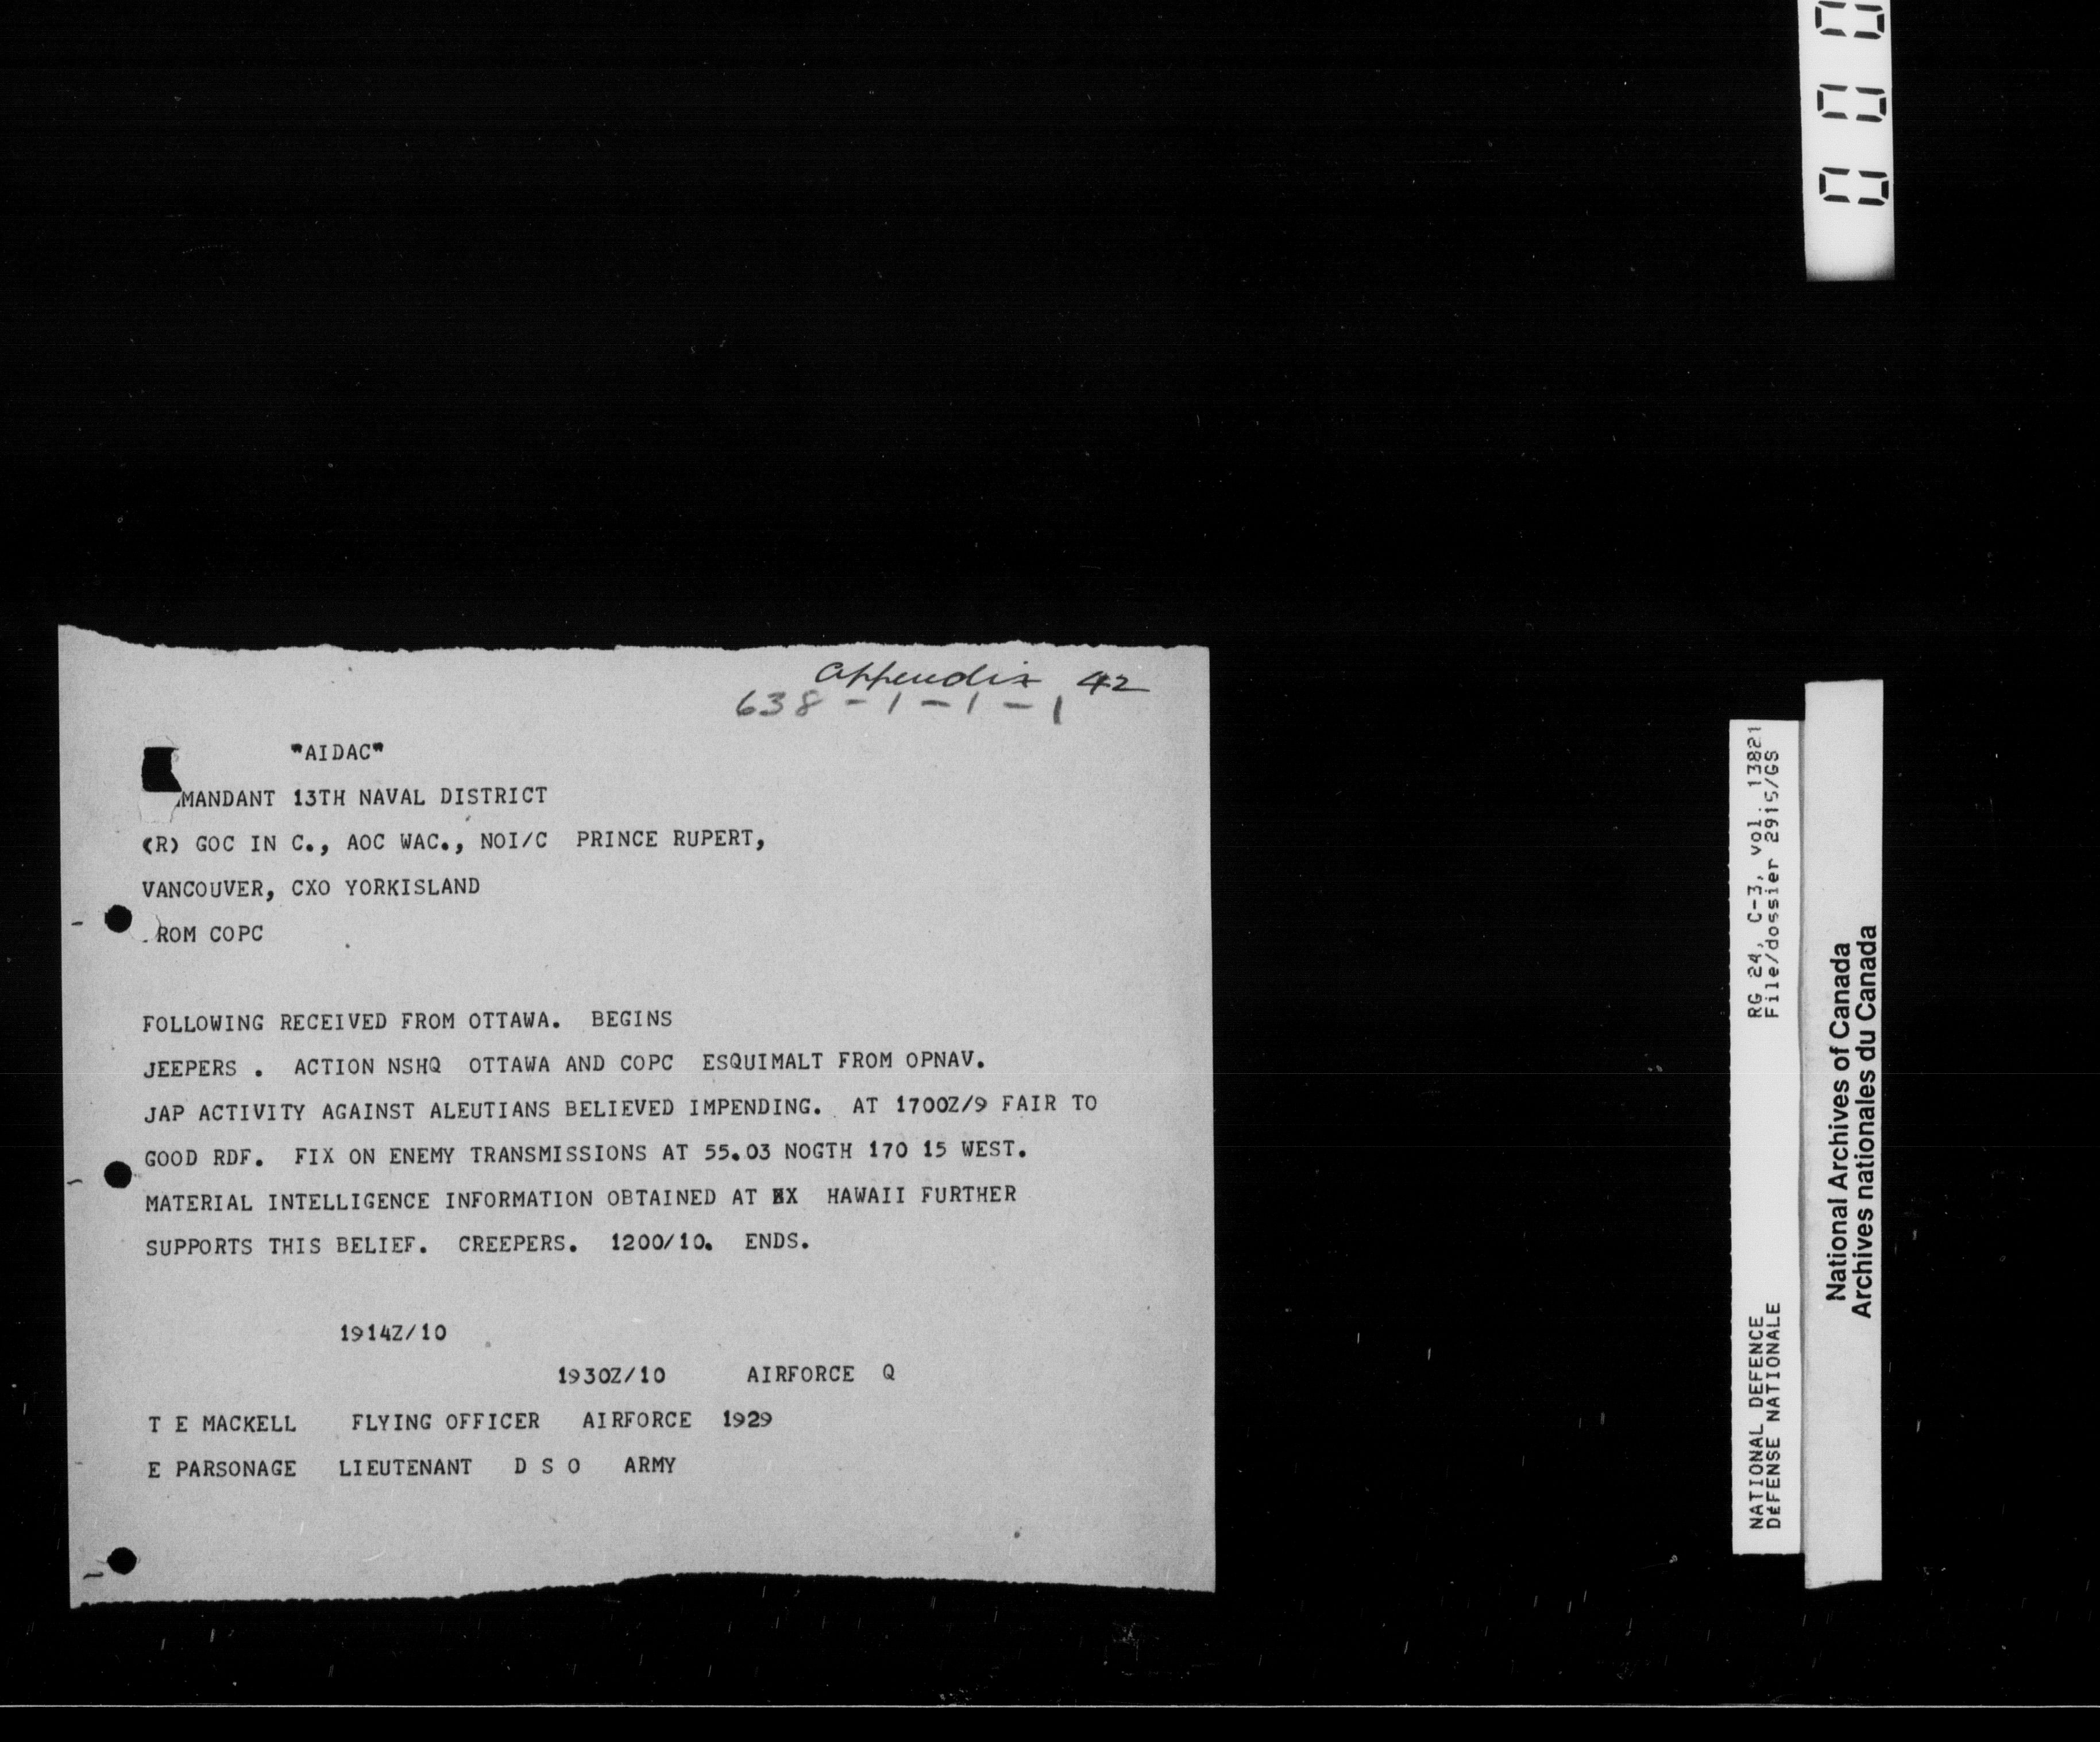 Appendix 42
638-1-1-1
"AIDAC"
MANDANT 13TH NAVAL DISTRICT
(R) GOC IN C., AOC WAC., NOI/C PRINCE RUPERT,
VANCOUVER, CXO YORKISLAND
ROM COPC
FOLLOWING RECEIVED FROM OTTAWA. BEGINS
JEEPERS . ACTION NSHQ OTTAWA AND COPC ESQUIMALT FROM OPNAV.
JAP ACTIVITY AGAINST ALEUTIANS BELIEVED IMPENDING. AT 1700Z/9 FAIR TO
GOOD RDF. FIX ON ENEMY TRANSMISSIONS AT 55.03 NOGTH 170 15 WEST.
MATERIAL INTELLIGENCE INFORMATION OBTAINED AT HAWAII FURTHER
SUPPORTS THIS BELIEF. CREEPERS. 1200/10. ENDS.
1914Z/10
1930Z/10 AIRFORCE Q
T E MACKELL FLYING OFFICER AIRFORCE 1929
E PARSONAGE LIEUTENANT D S O ARMY
NATIONAL DEFENCE RG 24, C-3, vol. 13821
DéFENSE NATIONALE File/dossier 2915/GS
National Archives of Canada
Archives nationales du Canada
000